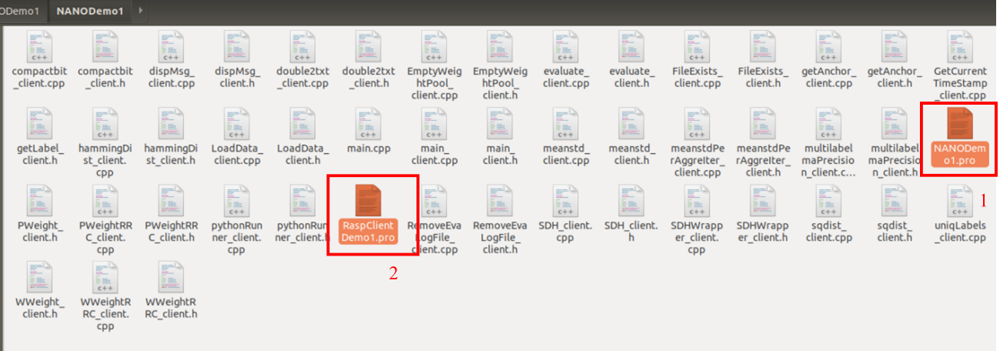 ODemo1 NANODemo1
compactbit_client.cpp compactbit_client.h dispMsg_client.cpp dispMsg_client.h double2txt_client.cpp double2txt_client.h EmptyWeightPool_client.cpp EmptyWeightPool_client.h evaluate_client.cpp evaluate_client.h FileExists_client.cpp FileExists_client.h getAnchor_client.cpp getAnchor_client.h GetCurrentTimeStamp_client.cpp
getLabel_client.h hammingDist_client.cpp hammingDist_client.h LoadData_client.cpp LoadData_client.h main.cpp main_client.cpp main_client.h meanstd_client.cpp meanstd_client.h meanstdPerAggreIter_client.cpp meanstdPerAggreIter_client.h multilabelmaPrecision_client.c... multilabelmaPrecision_client.h NANODemo1.pro
1
PWeight_client.h PWeightRRC_client.cpp PWeightRRC_client.h pythonRunner_client.cpp pythonRunner_client.h RaspClientDemo1.pro RemoveEvaLogFile_client.cpp RemoveEvaLogFile_client.h SDH_client.cpp SDH_client.h SDHWrapper_client.cpp SDHWrapper_client.h sqdist_client.cpp sqdist_client.h uniqLabels_client.cpp
2
WWeight_client.h WWeightRRC_client.cpp WWeightRRC_client.h